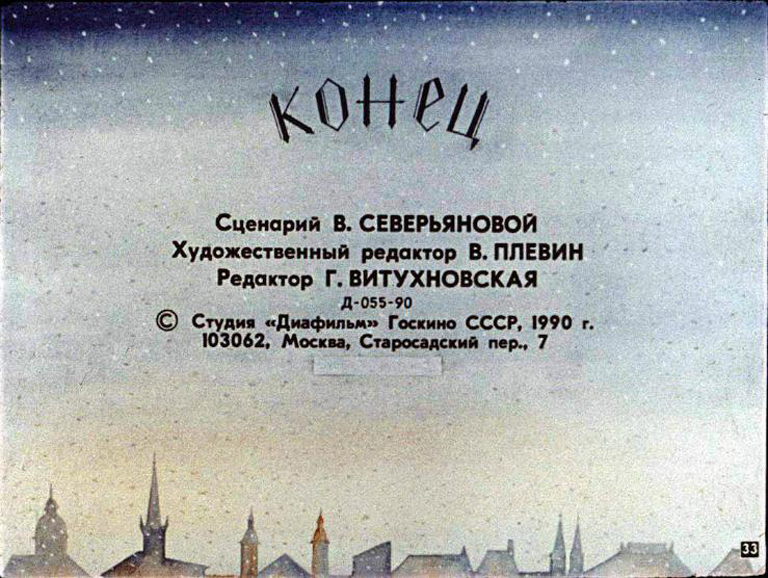 конец
Сценарий В. СЕВЕРЬЯНОВОЙ
Художественный редактор В. ПЛЕВИН
Редактор Г. ВИТУХНОВСКАЯ
Д-055-90
© Студия «Диафильм» Госкино СССР, 1990 г.
103062, Москва, Старосадский пер., 7
33